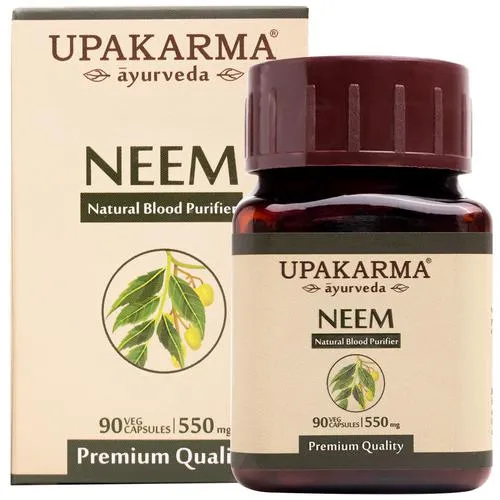 UPAKARMA®
āyurveda
NEEM
Natural Blood Purifier
90 VEG CAPSULES | 550 mg
Premium Quali
UPAKARMA®
āyurveda
NEEM
Natural Blood Purifier
90 VEG CAPSULES | 550 mg
Premium Quality